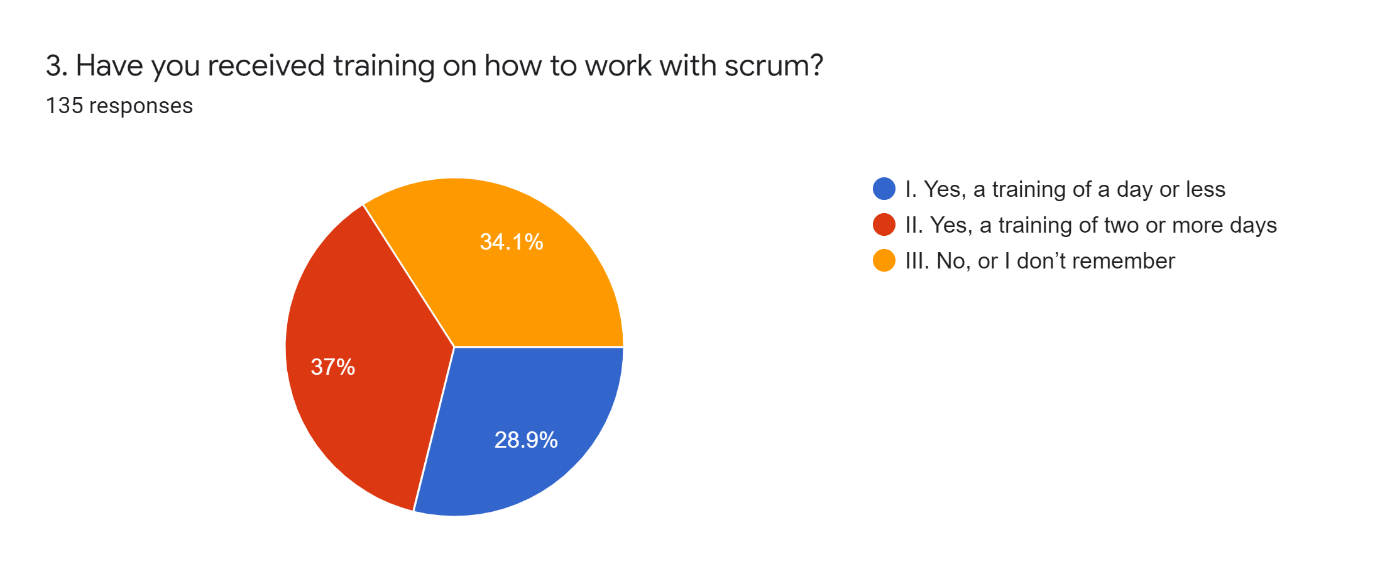 3. Have you received training on how to work with scrum?
135 responses
I. Yes, a training of a day or less
II. Yes, a training of two or more days
III. No, or I don’t remember
34.1%
37%
28.9%